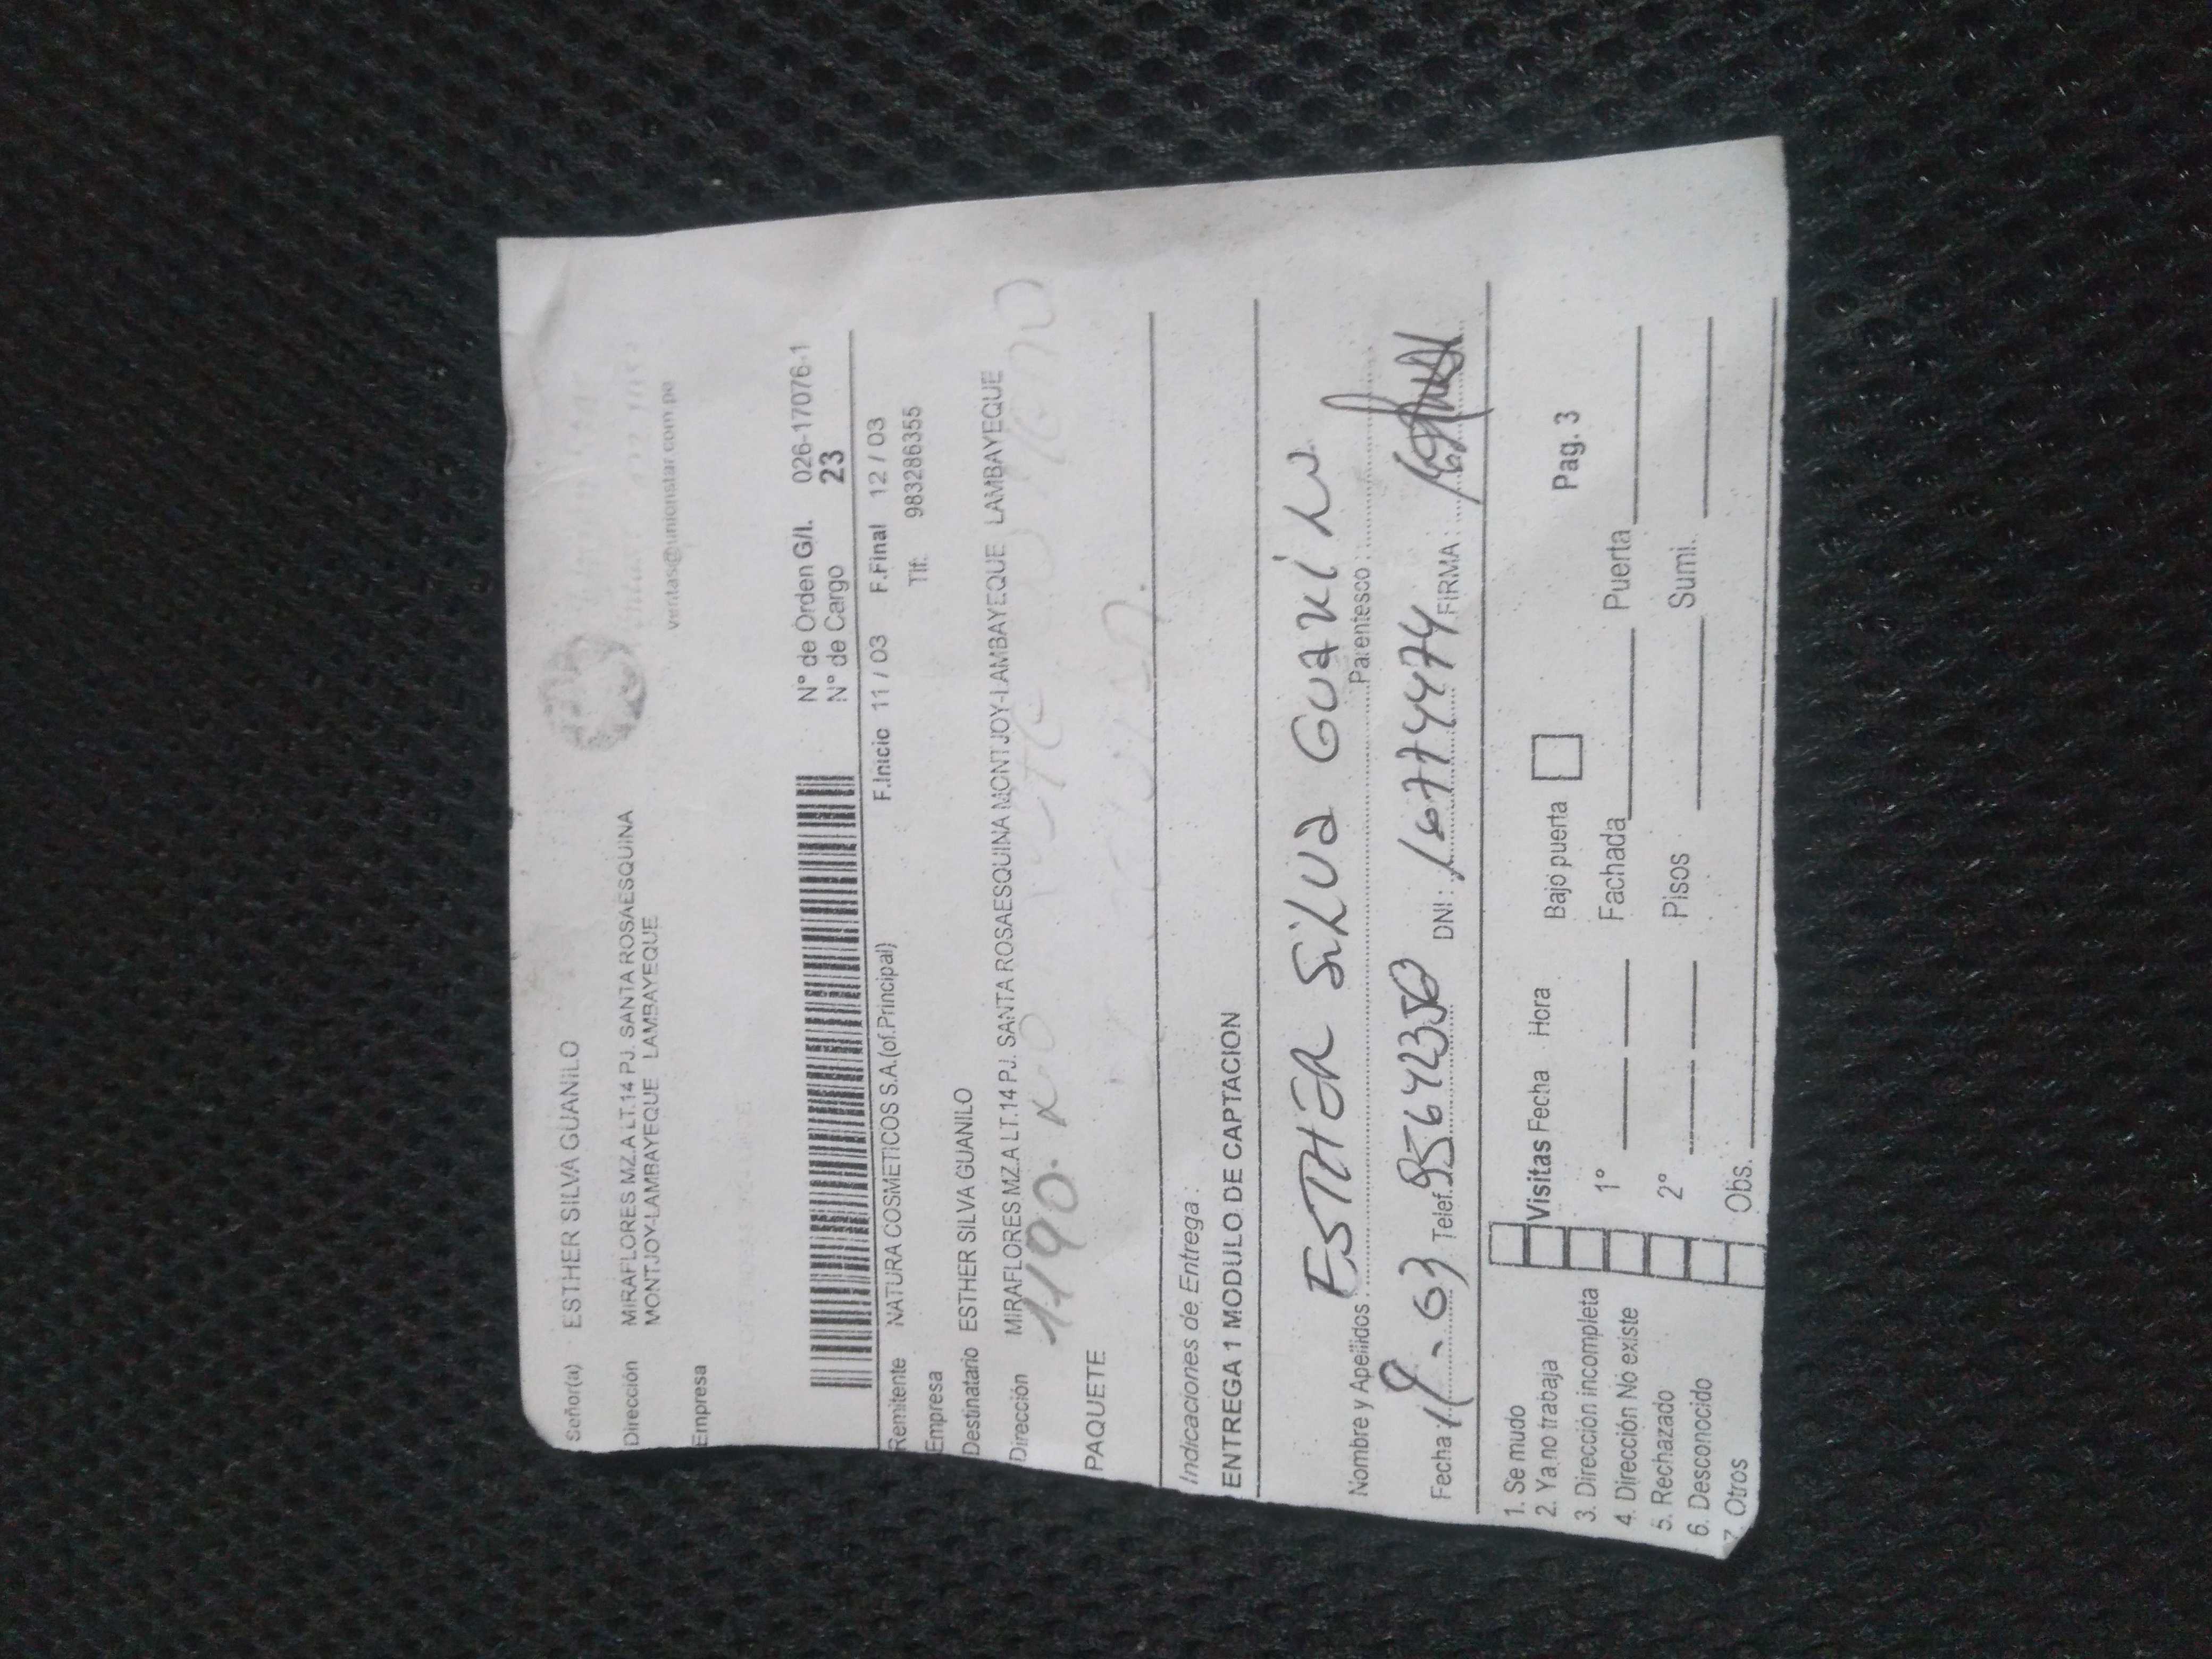 Señor(a) ESTHER SILVA GUANILO
Dirección MIRAFLORES MZ.A LT.14 PJ. SANTA ROSAESQUINA
MONTJOY-LAMBAYEQUE LAMBAYEQUE
ventas@unionstar.com.pe
Empresa
N° de Orden G/I. 026-17076-1
N° de Cargo 23
Remitente NATURA COSMETICOS S.A.(of.Principal) F.Inicio 11 / 03 F.Final 12 / 03
Empresa Tlf: 983286355
Destinatario ESTHER SILVA GUANILO
Dirección MIRAFLORES MZ.A LT.14 PJ. SANTA ROSAESQUINA MONTJOY-LAMBAYEQUE LAMBAYEQUE
1190.
PAQUETE
Indicaciones de Entrega :
ENTREGA 1 MODULO DE CAPTACION
Nombre y Apellidos ESTHER SiLVa GuaniLo Parentesco :
Fecha 19-03 Telef. DNI: 16774474 FIRMA :
1. Se mudo
2. Ya no trabaja
3. Dirección incompleta
4. Dirección No existe
5. Rechazado
6. Desconocido
7. Otros
Visitas Fecha Hora Bajo puerta Pag. 3
1° Fachada Puerta
2° Pisos Sumi.
Obs.